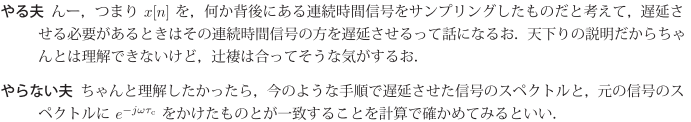 やる夫 んー，つまり x[n] を，何か背後にある連続時間信号をサンプリングしたものだと考えて，遅延さ
せる必要があるときはその連続時間信号の方を遅延させるって話になるお．天下りの説明だからちゃ
んとは理解できないけど，辻褄は合ってそうな気がするお．
やらない夫 ちゃんと理解したかったら，今のような手順で遅延させた信号のスペクトルと，元の信号のス
ペクトルに e^{-jωτ_c} をかけたものとが一致することを計算で確かめてみるといい．